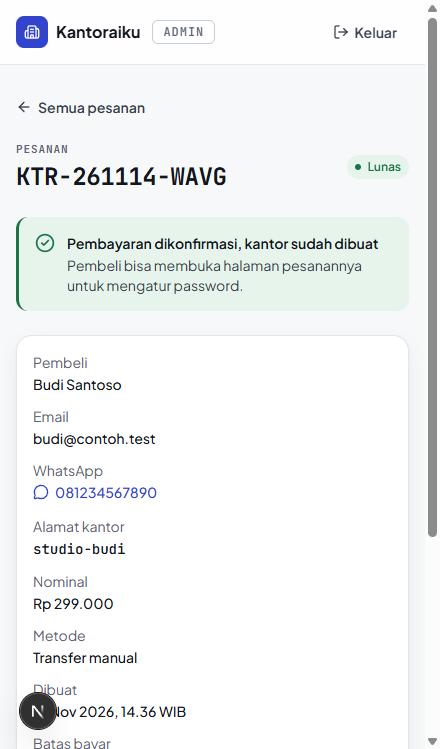 Kantoraiku
ADMIN
Keluar
Semua pesanan
PESANAN
KTR-261114-WAVG
Lunas
Pembayaran dikonfirmasi, kantor sudah dibuat
Pembeli bisa membuka halaman pesanannya
untuk mengatur password.
Pembeli
Budi Santoso
Email
budi@contoh.test
WhatsApp
081234567890
Alamat kantor
studio-budi
Nominal
Rp 299.000
Metode
Transfer manual
Dibuat
N
Nov 2026, 14.36 WIB
Batas bayar